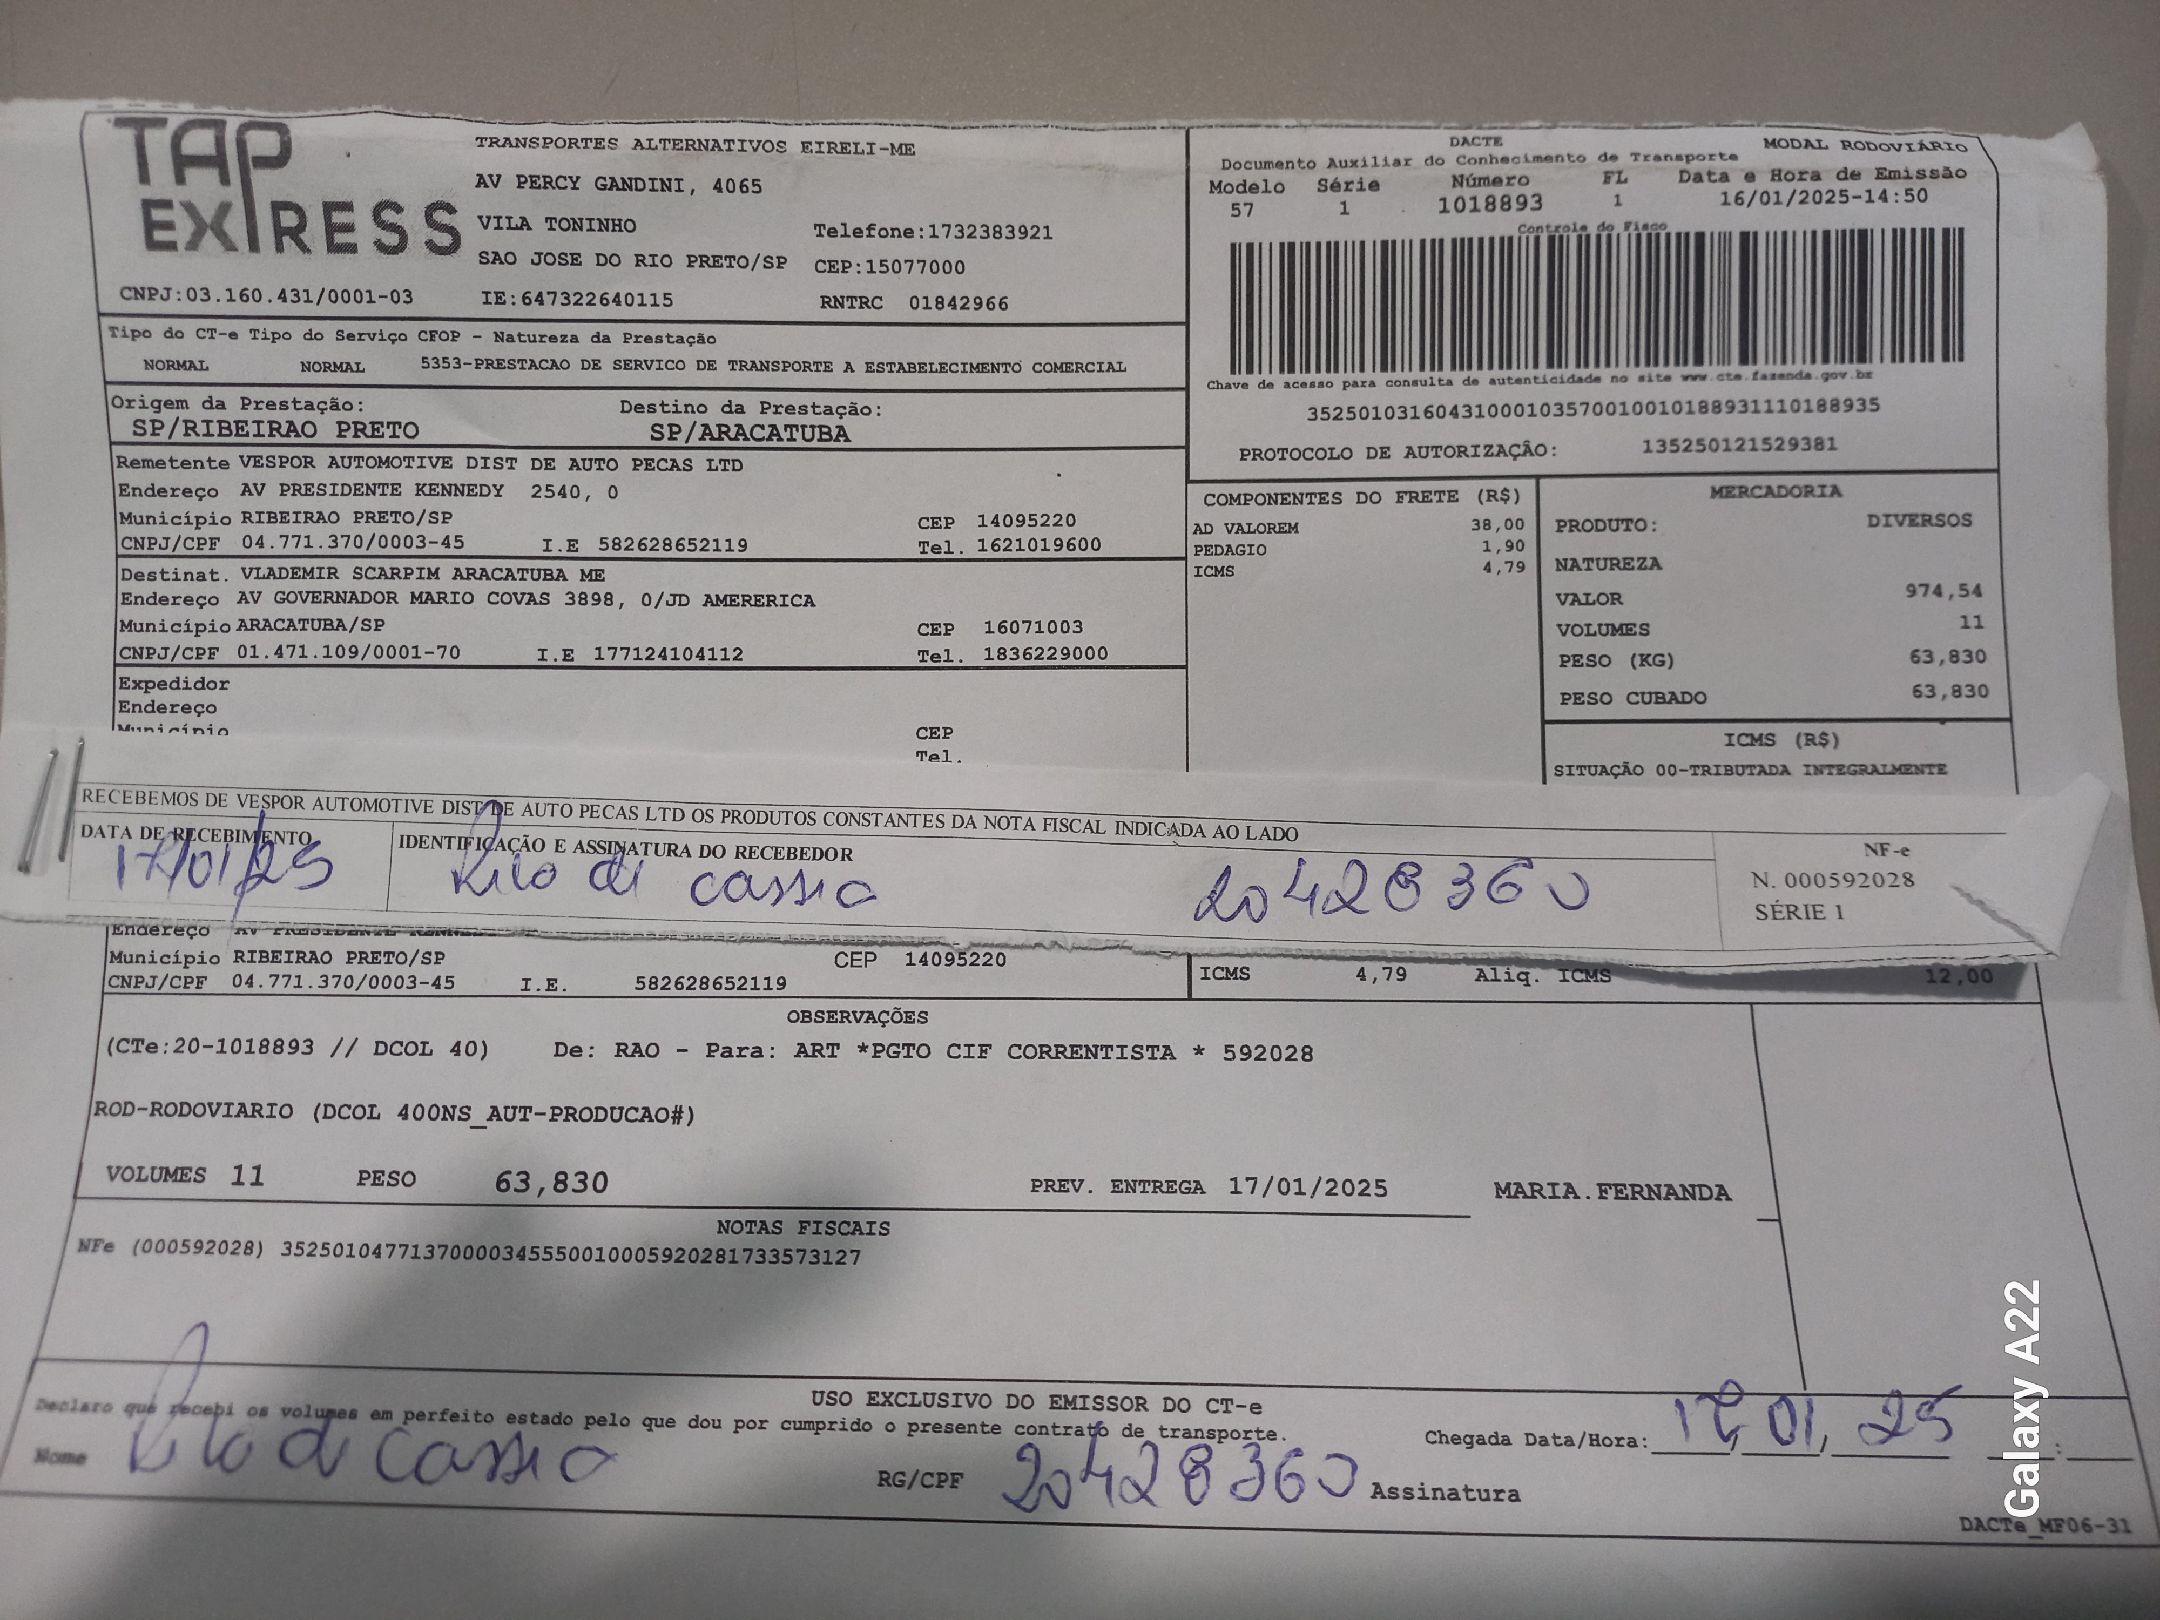 TAP EXPRESS
TRANSPORTES ALTERNATIVOS EIRELI-ME
AV PERCY GANDINI, 4065
VILA TONINHO Telefone:1732383921
SAO JOSE DO RIO PRETO/SP CEP:15077000
CNPJ:03.160.431/0001-03 IE:647322640115 RNTRC 01842966
DACTE MODAL RODOVIÁRIO
Documento Auxiliar do Conhecimento de Transporte
Modelo Série Número FL Data e Hora de Emissão
57 1 1018893 1 16/01/2025-14:50
Controle do Fisco
Chave de acesso para consulta de autenticidade no site www.cte.fazenda.gov.br
35250103160431000103570010010188931110188935
PROTOCOLO DE AUTORIZAÇÃO: 135250121529381
Tipo do CT-e Tipo do Serviço CFOP - Natureza da Prestação
NORMAL NORMAL 5353-PRESTACAO DE SERVICO DE TRANSPORTE A ESTABELECIMENTO COMERCIAL
Origem da Prestação: Destino da Prestação:
SP/RIBEIRAO PRETO SP/ARACATUBA
Remetente VESPOR AUTOMOTIVE DIST DE AUTO PECAS LTD
Endereço AV PRESIDENTE KENNEDY 2540, 0
Município RIBEIRAO PRETO/SP CEP 14095220
CNPJ/CPF 04.771.370/0003-45 I.E 582628652119 Tel. 1621019600
Destinat. VLADEMIR SCARPIM ARACATUBA ME
Endereço AV GOVERNADOR MARIO COVAS 3898, 0/JD AMERERICA
Município ARACATUBA/SP CEP 16071003
CNPJ/CPF 01.471.109/0001-70 I.E 177124104112 Tel. 1836229000
Expedidor
Endereço
Município CEP
Tel.
COMPONENTES DO FRETE (R$)
AD VALOREM 38,00
PEDAGIO 1,90
ICMS 4,79
MERCADORIA
PRODUTO: DIVERSOS
NATUREZA
VALOR 974,54
VOLUMES 11
PESO (KG) 63,830
PESO CUBADO 63,830
ICMS (R$)
SITUAÇÃO 00-TRIBUTADA INTEGRALMENTE
RECEBEMOS DE VESPOR AUTOMOTIVE DIST DE AUTO PECAS LTD OS PRODUTOS CONSTANTES DA NOTA FISCAL INDICADA AO LADO
DATA DE RECEBIMENTO IDENTIFICAÇÃO E ASSINATURA DO RECEBEDOR
17/01/25 Rita di cassia 20428360
NF-e
N. 000592028
SÉRIE 1
Endereço AV PRESIDENTE KENNEDY
Município RIBEIRAO PRETO/SP CEP 14095220
CNPJ/CPF 04.771.370/0003-45 I.E. 582628652119
ICMS 4,79 Aliq. ICMS 12,00
OBSERVAÇÕES
(CTe:20-1018893 // DCOL 40) De: RAO - Para: ART *PGTO CIF CORRENTISTA * 592028
ROD-RODOVIARIO (DCOL 400NS_AUT-PRODUCAO#)
VOLUMES 11 PESO 63,830 PREV. ENTREGA 17/01/2025 MARIA.FERNANDA
NOTAS FISCAIS
NFe (000592028) 35250104771370000345550010005920281733573127
USO EXCLUSIVO DO EMISSOR DO CT-e
Declaro que recebi os volumes em perfeito estado pelo que dou por cumprido o presente contrato de transporte.
Chegada Data/Hora: 17, 01, 25 :
Nome Rita di cassia RG/CPF 20428360 Assinatura
DACTe_MF06-31
Galaxy A22